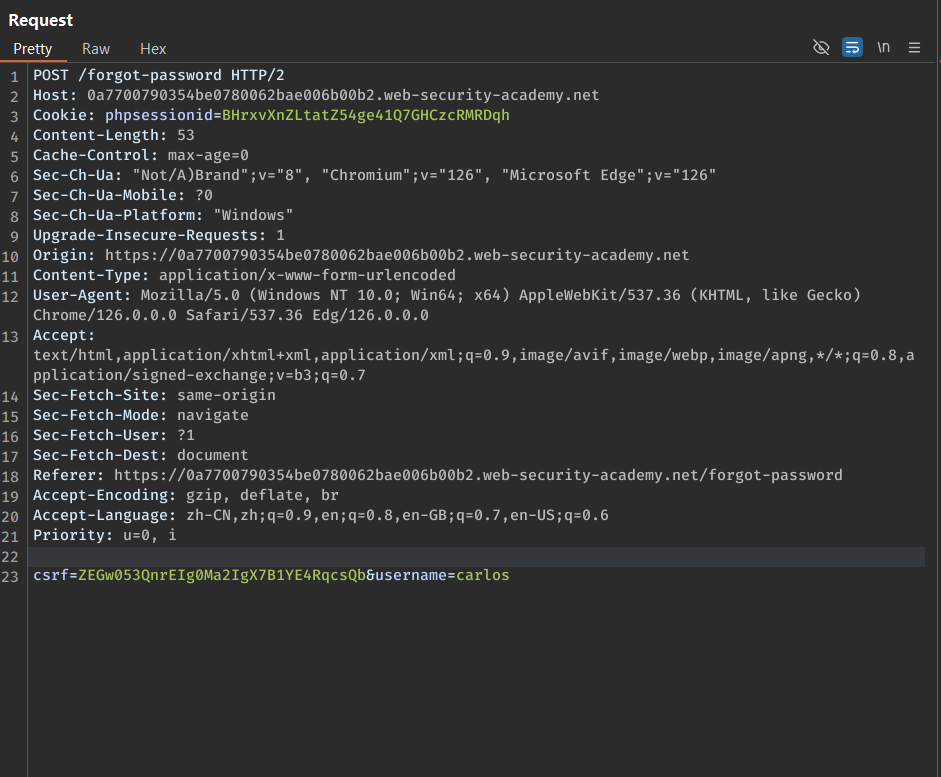 Request
Pretty Raw Hex
\n
1 POST /forgot-password HTTP/2
2 Host: 0a7700790354be0780062bae006b00b2.web-security-academy.net
3 Cookie: phpsessionid=BHrxvXnZLtatZ54ge41Q7GHCzcRMRDqh
4 Content-Length: 53
5 Cache-Control: max-age=0
6 Sec-Ch-Ua: "Not/A)Brand";v="8", "Chromium";v="126", "Microsoft Edge";v="126"
7 Sec-Ch-Ua-Mobile: ?0
8 Sec-Ch-Ua-Platform: "Windows"
9 Upgrade-Insecure-Requests: 1
10 Origin: https://0a7700790354be0780062bae006b00b2.web-security-academy.net
11 Content-Type: application/x-www-form-urlencoded
12 User-Agent: Mozilla/5.0 (Windows NT 10.0; Win64; x64) AppleWebKit/537.36 (KHTML, like Gecko)
Chrome/126.0.0.0 Safari/537.36 Edg/126.0.0.0
13 Accept:
text/html,application/xhtml+xml,application/xml;q=0.9,image/avif,image/webp,image/apng,*/*;q=0.8,a
pplication/signed-exchange;v=b3;q=0.7
14 Sec-Fetch-Site: same-origin
15 Sec-Fetch-Mode: navigate
16 Sec-Fetch-User: ?1
17 Sec-Fetch-Dest: document
18 Referer: https://0a7700790354be0780062bae006b00b2.web-security-academy.net/forgot-password
19 Accept-Encoding: gzip, deflate, br
20 Accept-Language: zh-CN,zh;q=0.9,en;q=0.8,en-GB;q=0.7,en-US;q=0.6
21 Priority: u=0, i
22
23 csrf=ZEGw053QnrEIg0Ma2IgX7B1YE4RqcsQb&username=carlos